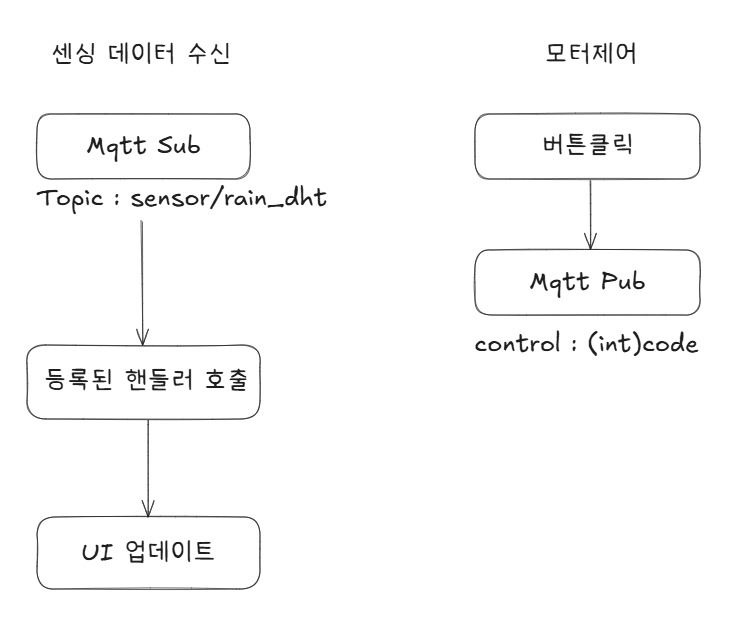 센싱 데이터 수신
Mqtt Sub
Topic : sensor/rain_dht
등록된 핸들러 호출
UI 업데이트
모터제어
버튼클릭
Mqtt Pub
control : (int)code